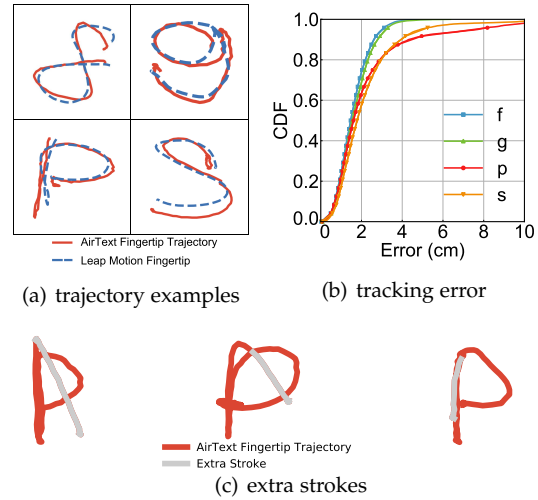 AirText Fingertip Trajectory
Leap Motion Fingertip
(a) trajectory examples
CDF
1.0
0.8
0.6
0.4
0.2
0.0
0 2 4 6 8 10
Error (cm)
f
g
p
s
(b) tracking error
AirText Fingertip Trajectory
Extra Stroke
(c) extra strokes